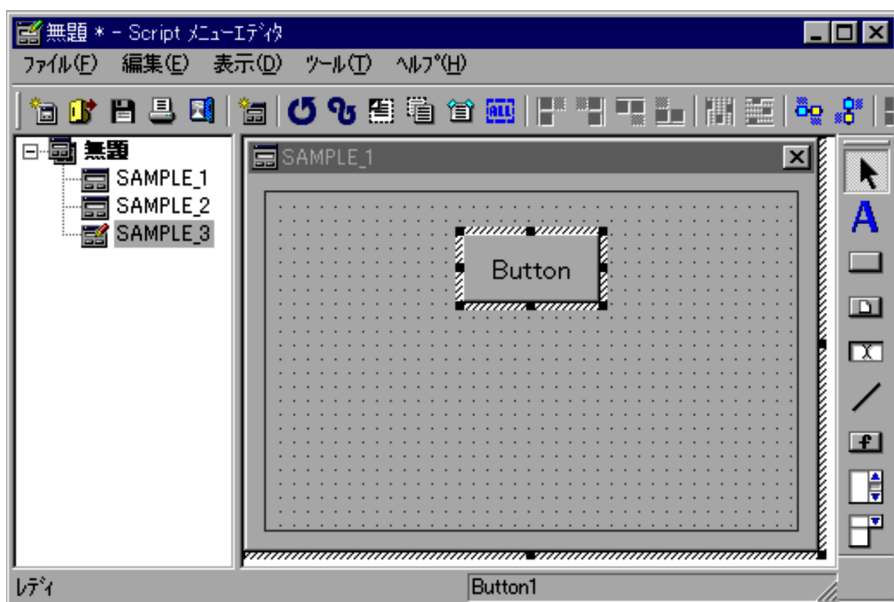 無題 * - Script ﾒﾆｭｰｴﾃﾞｨﾀ
ﾌｧｲﾙ(F) 編集(E) 表示(D) ﾂｰﾙ(T) ﾍﾙﾌﾟ(H)
ALL
無題
SAMPLE_1
SAMPLE_2
SAMPLE_3
SAMPLE_1
Button
A
f
ﾚﾃﾞｨ
Button1